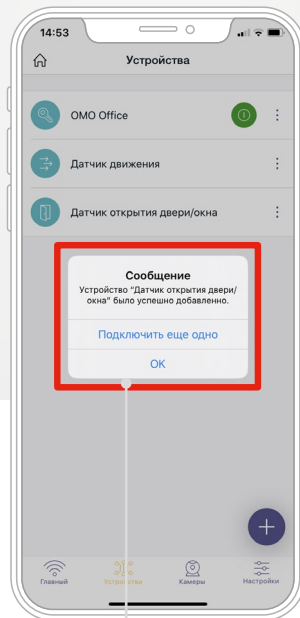 14:53
Устройства
OMO Office
Датчик движения
Датчик открытия двери/окна
Сообщение
Устройство "Датчик открытия двери/
окна" было успешно добавленно.
Подключить еще одно
OK
Главный Устройства Камеры Настройки